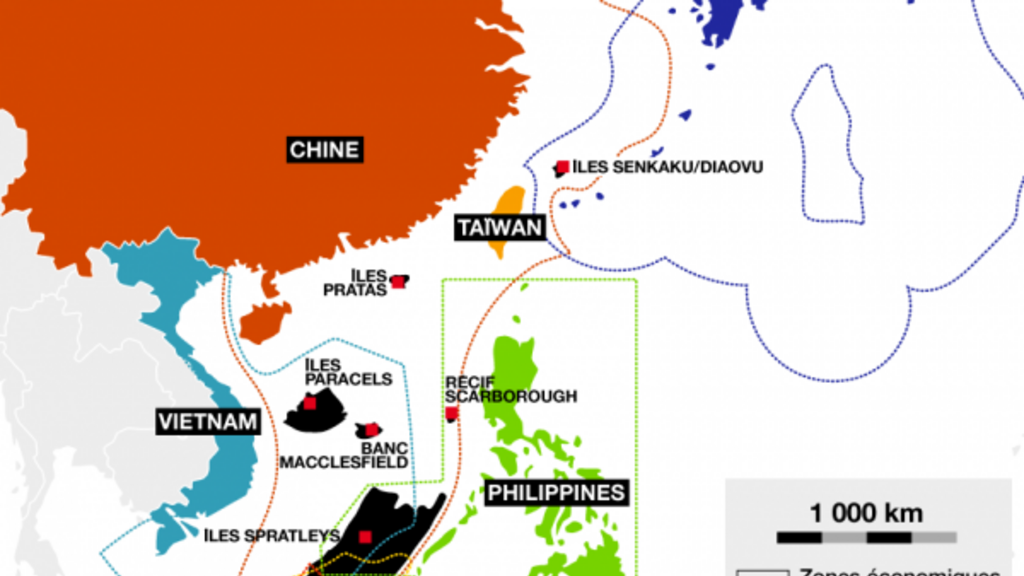 CHINE
ÎLES SENKAKU/DIAOVU
TAÏWAN
ÎLES
PRATAS
ÎLES
PARACELS
RÉCIF
SCARBOROUGH
VIETNAM
BANC
MACCLESFIELD
PHILIPPINES
ÎLES SPRATLEYS
1 000 km
Zones économiques